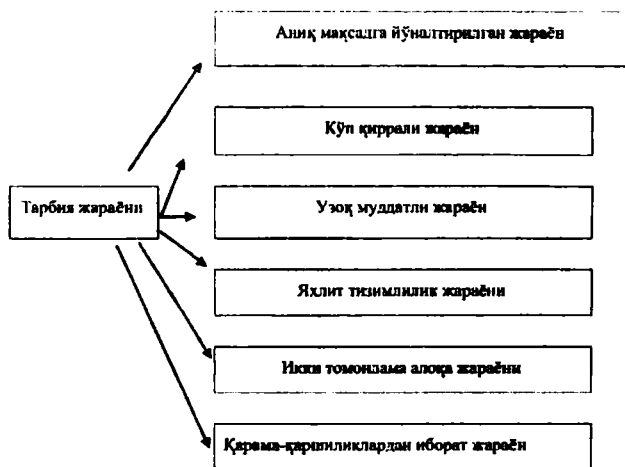 Аниқ мақсадга йўналтирилган жараён
Кўп қиррали жараён
Тарбия жараёни
Узоқ муддатли жараён
Яхлит тизимлилик жараёни
Икки томонлама алоқа жараёни
Қарама-қаршиликлардан иборат жараён